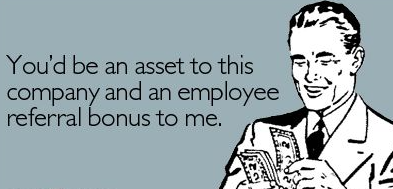 You'd be an asset to this
company and an employee
referral bonus to me.